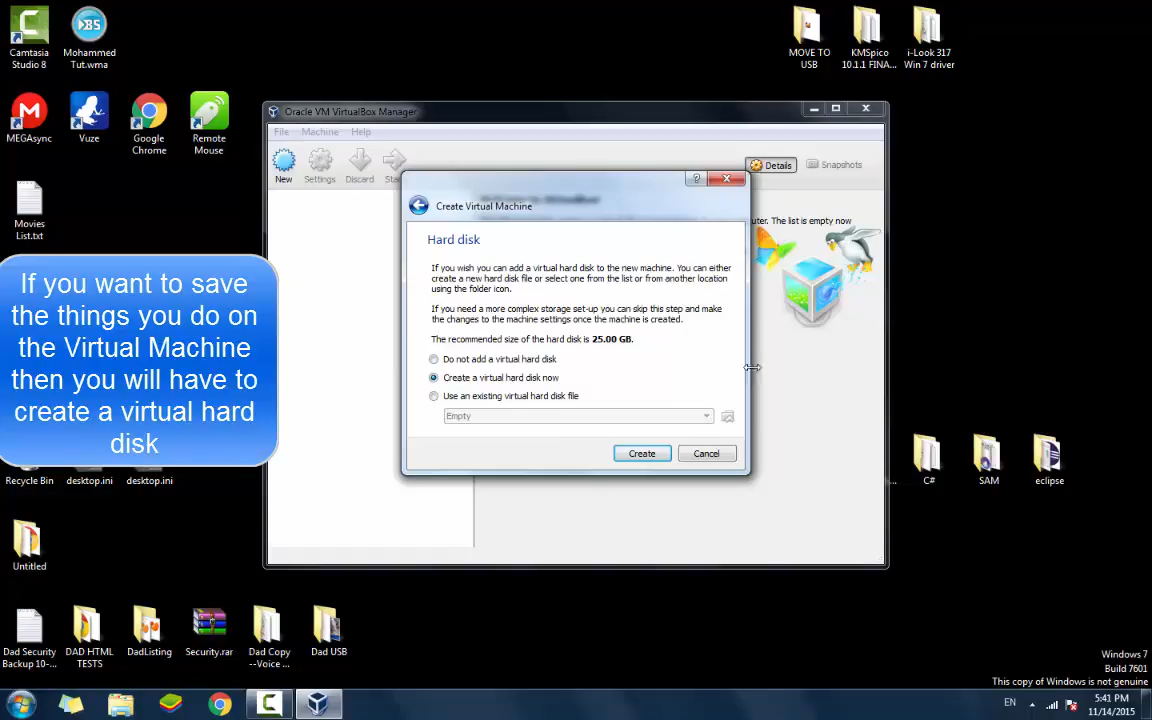 Camtasia
Studio 8
Mohammed
Tut.wma
MOVE TO
USB
KMSpico
10.1.1 FINA...
i-Look 317
Win 7 driver
MEGAsync
Vuze
Google
Chrome
Remote
Mouse
Movies
List.txt
Oracle VM VirtualBox Manager
File Machine Help
New
Settings
Discard
Details
Snapshots
uter. The list is empty now
Create Virtual Machine
Hard disk
If you wish you can add a virtual hard disk to the new machine. You can either
create a new hard disk file or select one from the list or from another location
using the folder icon.
If you need a more complex storage set-up you can skip this step and make
the changes to the machine settings once the machine is created.
The recommended size of the hard disk is 25.00 GB.
Do not add a virtual hard disk
Create a virtual hard disk now
Use an existing virtual hard disk file
Empty
Create
Cancel
If you want to save
the things you do on
the Virtual Machine
then you will have to
create a virtual hard
disk
Recycle Bin
desktop.ini
desktop.ini
C#
SAM
eclipse
Untitled
Dad Security
Backup 10-...
DAD HTML
TESTS
DadListing
Security.rar
Dad Copy
--Voice ...
Dad USB
Windows 7
Build 7601
This copy of Windows is not genuine
EN
5:41 PM
11/14/2015